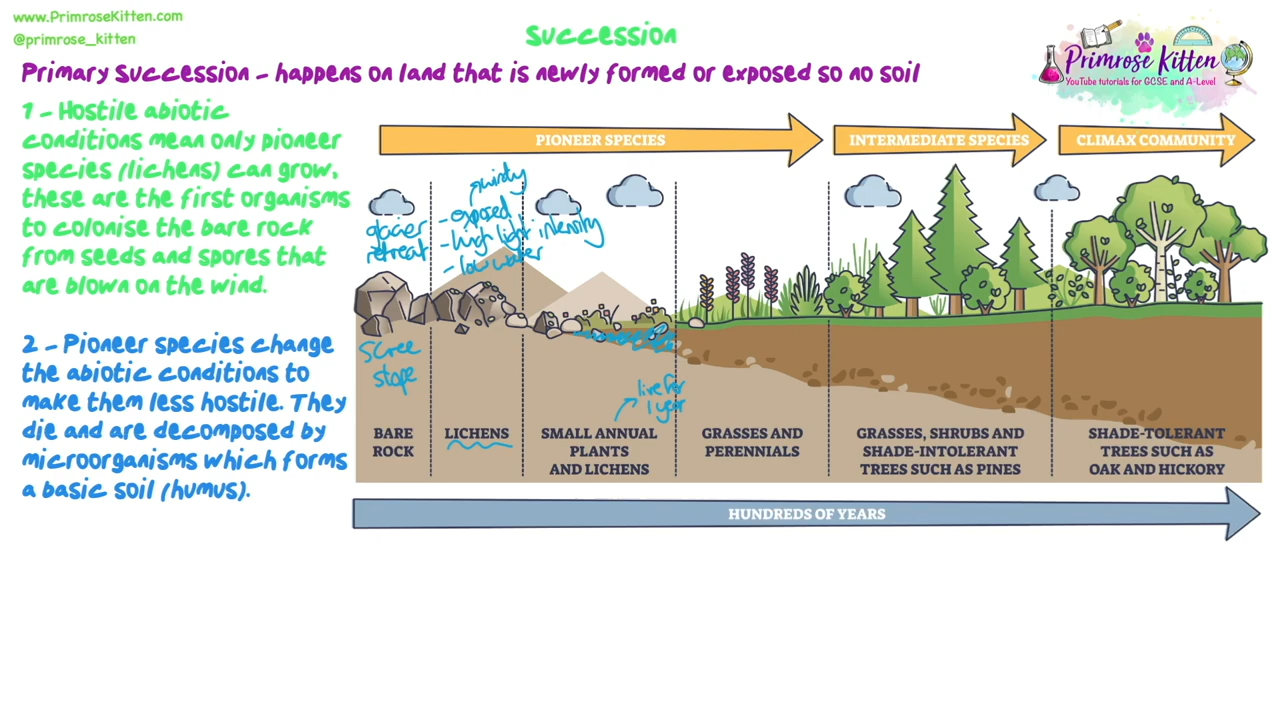 www.PrimroseKitten.com
@primrose_kitten
Succession
Primrose Kitten
YouTube tutorials for GCSE and A-Level
Primary Succession - happens on land that is newly formed or exposed so no soil
1 - Hostile abiotic
conditions mean only pioneer
species (lichens) can grow,
these are the first organisms
to colonise the bare rock
from seeds and spores that
are blown on the wind.
2 - Pioneer species change
the abiotic conditions to
make them less hostile. They
die and are decomposed by
microorganisms which forms
a basic soil (humus).
PIONEER SPECIES
INTERMEDIATE SPECIES
CLIMAX COMMUNITY
glacier
retreat
windy
- exposed
- high light intensity
- low water
scree
slope
live for
1 year
BARE
ROCK
LICHENS
SMALL ANNUAL
PLANTS
AND LICHENS
GRASSES AND
PERENNIALS
GRASSES, SHRUBS AND
SHADE-INTOLERANT
TREES SUCH AS PINES
SHADE-TOLERANT
TREES SUCH AS
OAK AND HICKORY
HUNDREDS OF YEARS